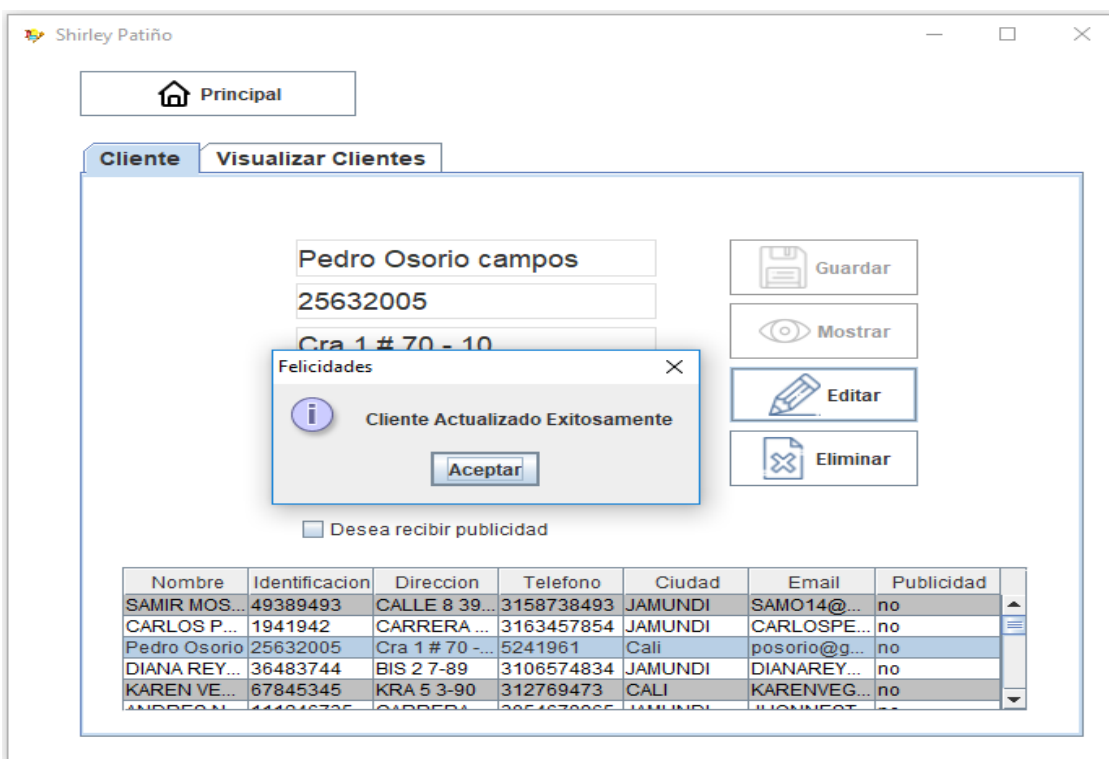 Shirley Patiño
Principal
Cliente Visualizar Clientes
Pedro Osorio campos
Guardar
25632005
Cra 1 # 70 - 10
Mostrar
Felicidades
Cliente Actualizado Exitosamente
Aceptar
Editar
Eliminar
Desea recibir publicidad
Nombre Identificacion Direccion Telefono Ciudad Email Publicidad
SAMIR MOS... 49389493 CALLE 8 39... 3158738493 JAMUNDI SAMO14@... no
CARLOS P... 1941942 CARRERA ... 3163457854 JAMUNDI CARLOSPE... no
Pedro Osorio 25632005 Cra 1 # 70 -... 5241961 Cali posorio@g... no
DIANA REY... 36483744 BIS 2 7-89 3106574834 JAMUNDI DIANAREY... no
KAREN VE... 67845345 KRA 5 3-90 312769473 CALI KARENVEG... no